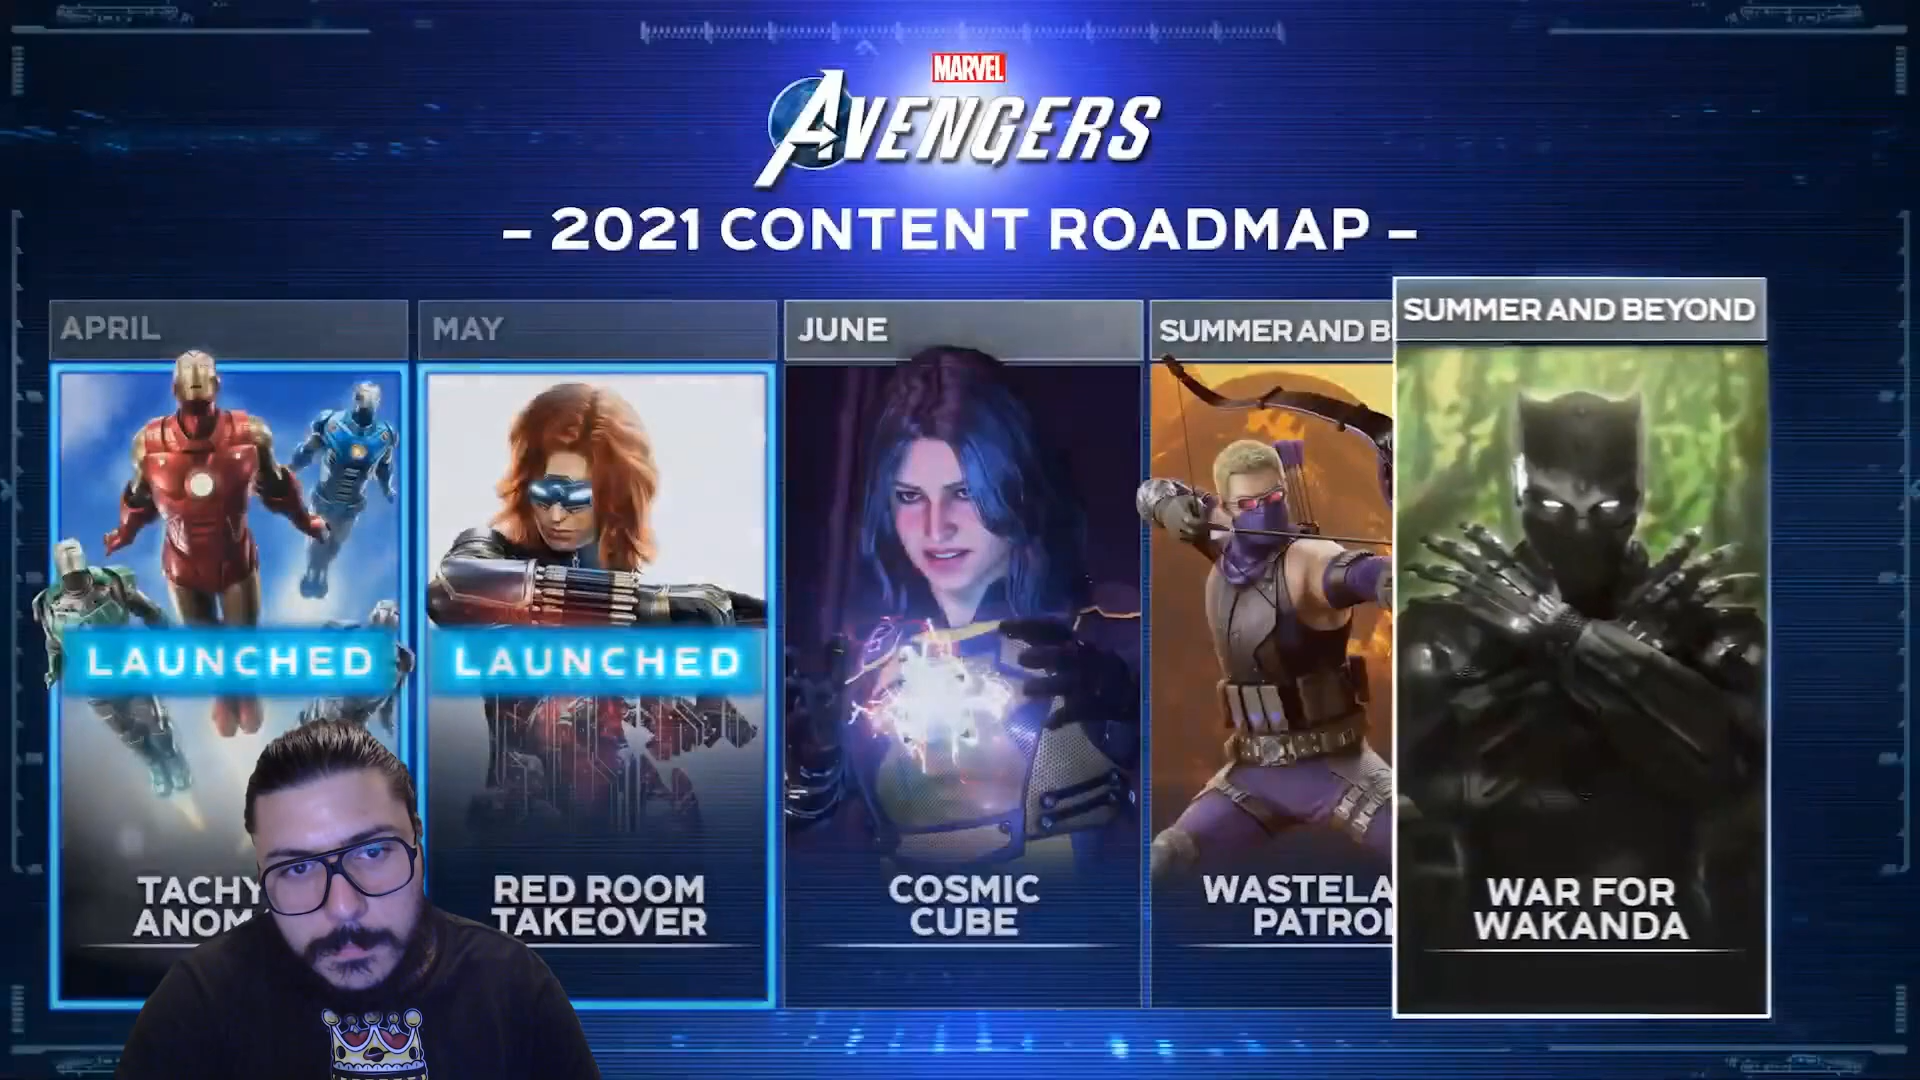 MARVEL
AVENGERS
– 2021 CONTENT ROADMAP –
APRIL
MAY
JUNE
SUMMER AND B
SUMMER AND BEYOND
LAUNCHED
LAUNCHED
TACHY
ANOM
RED ROOM
TAKEOVER
COSMIC
CUBE
WASTELA
PATROL
WAR FOR
WAKANDA